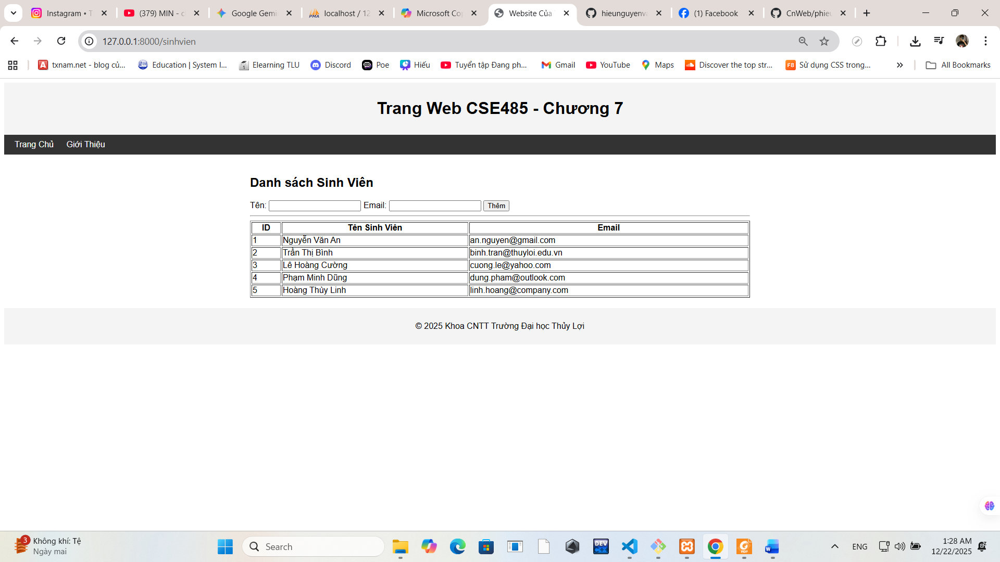 Instagram • T
(379) MIN - c
Google Gemi
localhost / 12
Microsoft Co
Website Của
hieunguyenva
(1) Facebook
CnWeb/phieu
127.0.0.1:8000/sinhvien
txnam.net - blog củ...
Education | System I...
Elearning TLU
Discord
Poe
Hiếu
Tuyển tập Đang ph...
Gmail
YouTube
Maps
Discover the top str...
F8
Sử dụng CSS trong...
All Bookmarks
Trang Web CSE485 - Chương 7
Trang Chủ Giới Thiệu
Danh sách Sinh Viên
Tên: Email: Thêm
ID Tên Sinh Viên Email
1 Nguyễn Văn An an.nguyen@gmail.com
2 Trần Thị Bình binh.tran@thuyloi.edu.vn
3 Lê Hoàng Cường cuong.le@yahoo.com
4 Phạm Minh Dũng dung.pham@outlook.com
5 Hoàng Thùy Linh linh.hoang@company.com
© 2025 Khoa CNTT Trường Đại học Thủy Lợi
3
Không khí: Tệ
Ngày mai
Search
DEV
C++
PDF
W
ENG
1:28 AM
12/22/2025